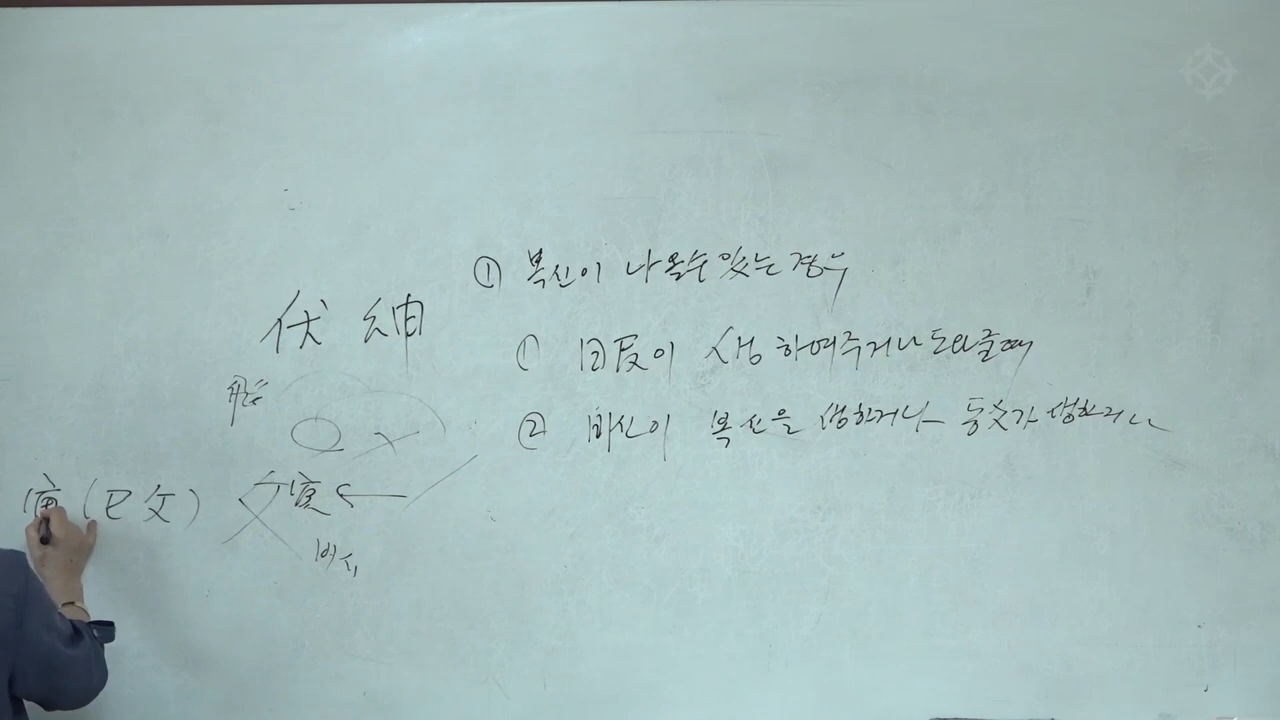 ① 복신이 나올수 있는 경우
伏神
① 日辰이 生하여주거나 도와줄때
② 비신이 복신을 생하거나 동효가 생하거나
寅 (巳文) 寅
비신